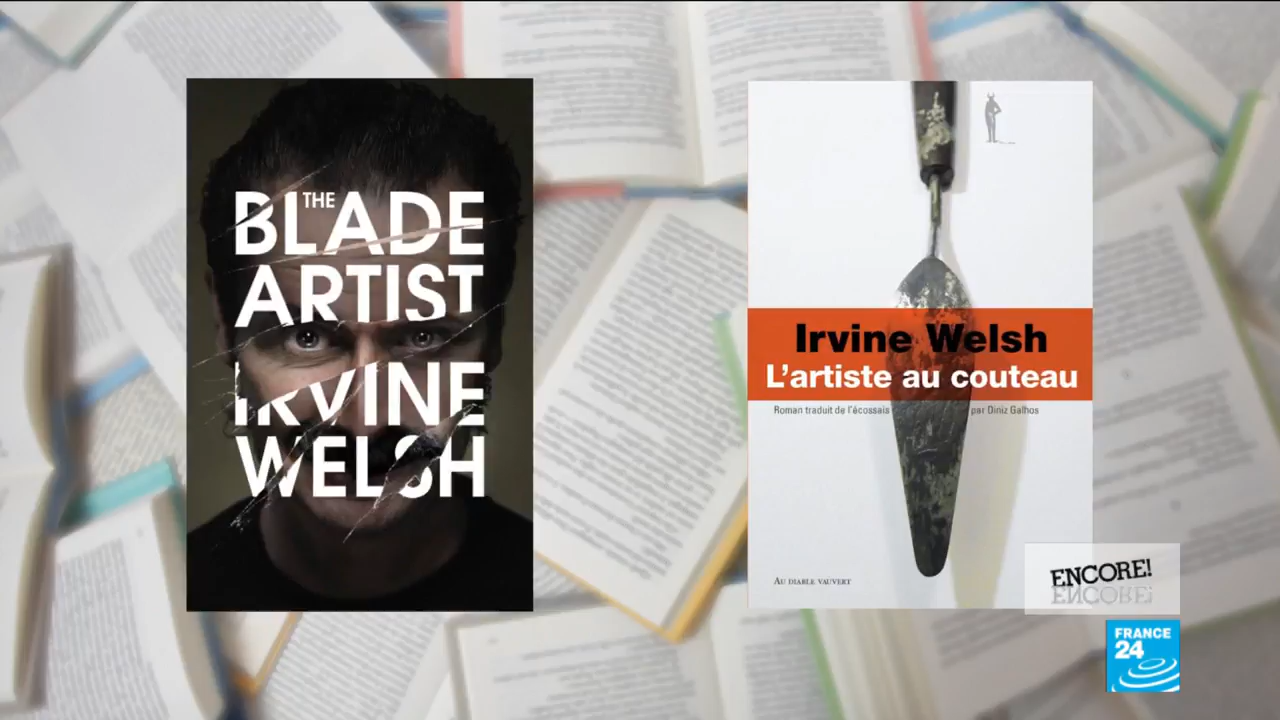 THE
BLADE
ARTIST
IRVINE
WELSH
Irvine Welsh
L'artiste au couteau
Roman traduit de l'écossais par Diniz Galhos
AU DIABLE VAUVERT
ENCORE!
ENCORE!
FRANCE
24